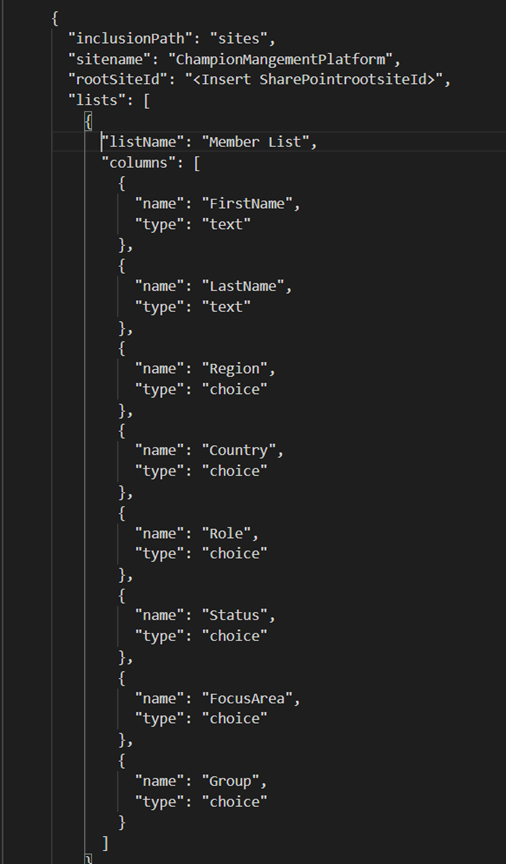 {
"inclusionPath": "sites",
"sitename": "ChampionMangementPlatform",
"rootSiteId": "<Insert SharePointrootsiteId>",
"lists": [
{
"listName": "Member List",
"columns": [
{
"name": "FirstName",
"type": "text"
},
{
"name": "LastName",
"type": "text"
},
{
"name": "Region",
"type": "choice"
},
{
"name": "Country",
"type": "choice"
},
{
"name": "Role",
"type": "choice"
},
{
"name": "Status",
"type": "choice"
},
{
"name": "FocusArea",
"type": "choice"
},
{
"name": "Group",
"type": "choice"
}
]
}